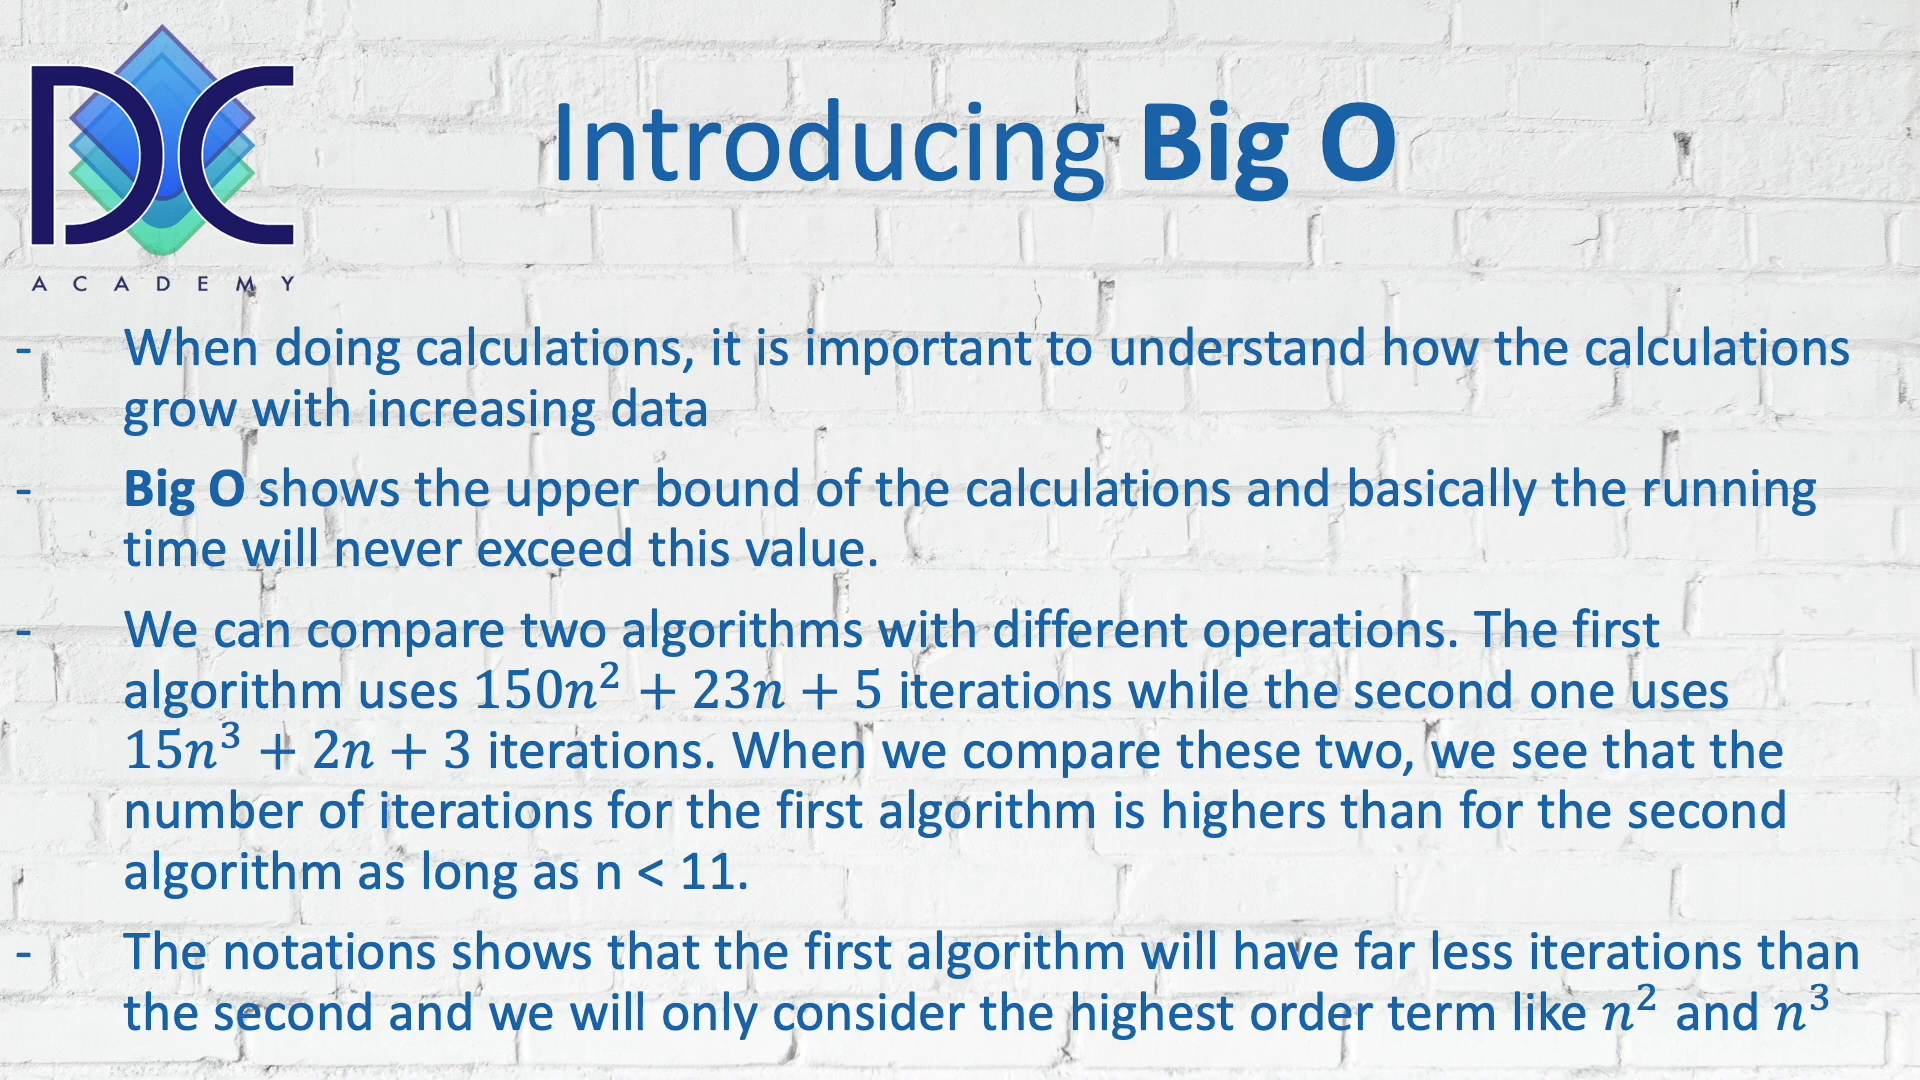 DC
ACADEMY
Introducing Big O
- When doing calculations, it is important to understand how the calculations
grow with increasing data
- Big O shows the upper bound of the calculations and basically the running
time will never exceed this value.
- We can compare two algorithms with different operations. The first
algorithm uses 150n² + 23n + 5 iterations while the second one uses
15n³ + 2n + 3 iterations. When we compare these two, we see that the
number of iterations for the first algorithm is highers than for the second
algorithm as long as n < 11.
- The notations shows that the first algorithm will have far less iterations than
the second and we will only consider the highest order term like n² and n³